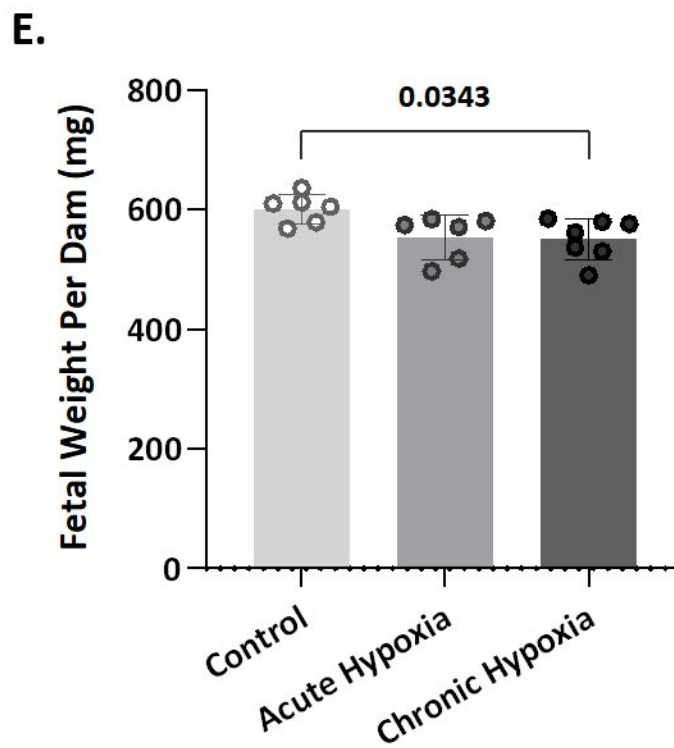 E.
0.0343
Fetal Weight Per Dam (mg)
800
600
400
200
0
Control
Acute Hypoxia
Chronic Hypoxia